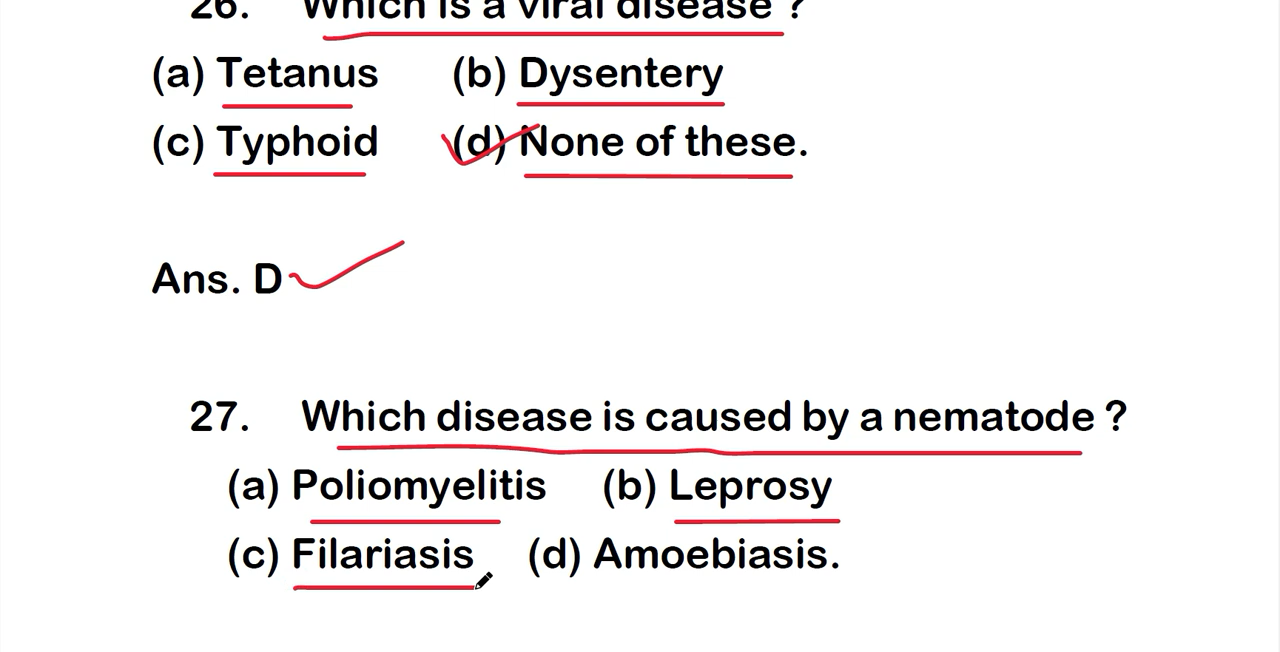 26. Which is a viral disease ?
(a) Tetanus (b) Dysentery
(c) Typhoid (d) None of these.
Ans. D
27. Which disease is caused by a nematode ?
(a) Poliomyelitis (b) Leprosy
(c) Filariasis (d) Amoebiasis.